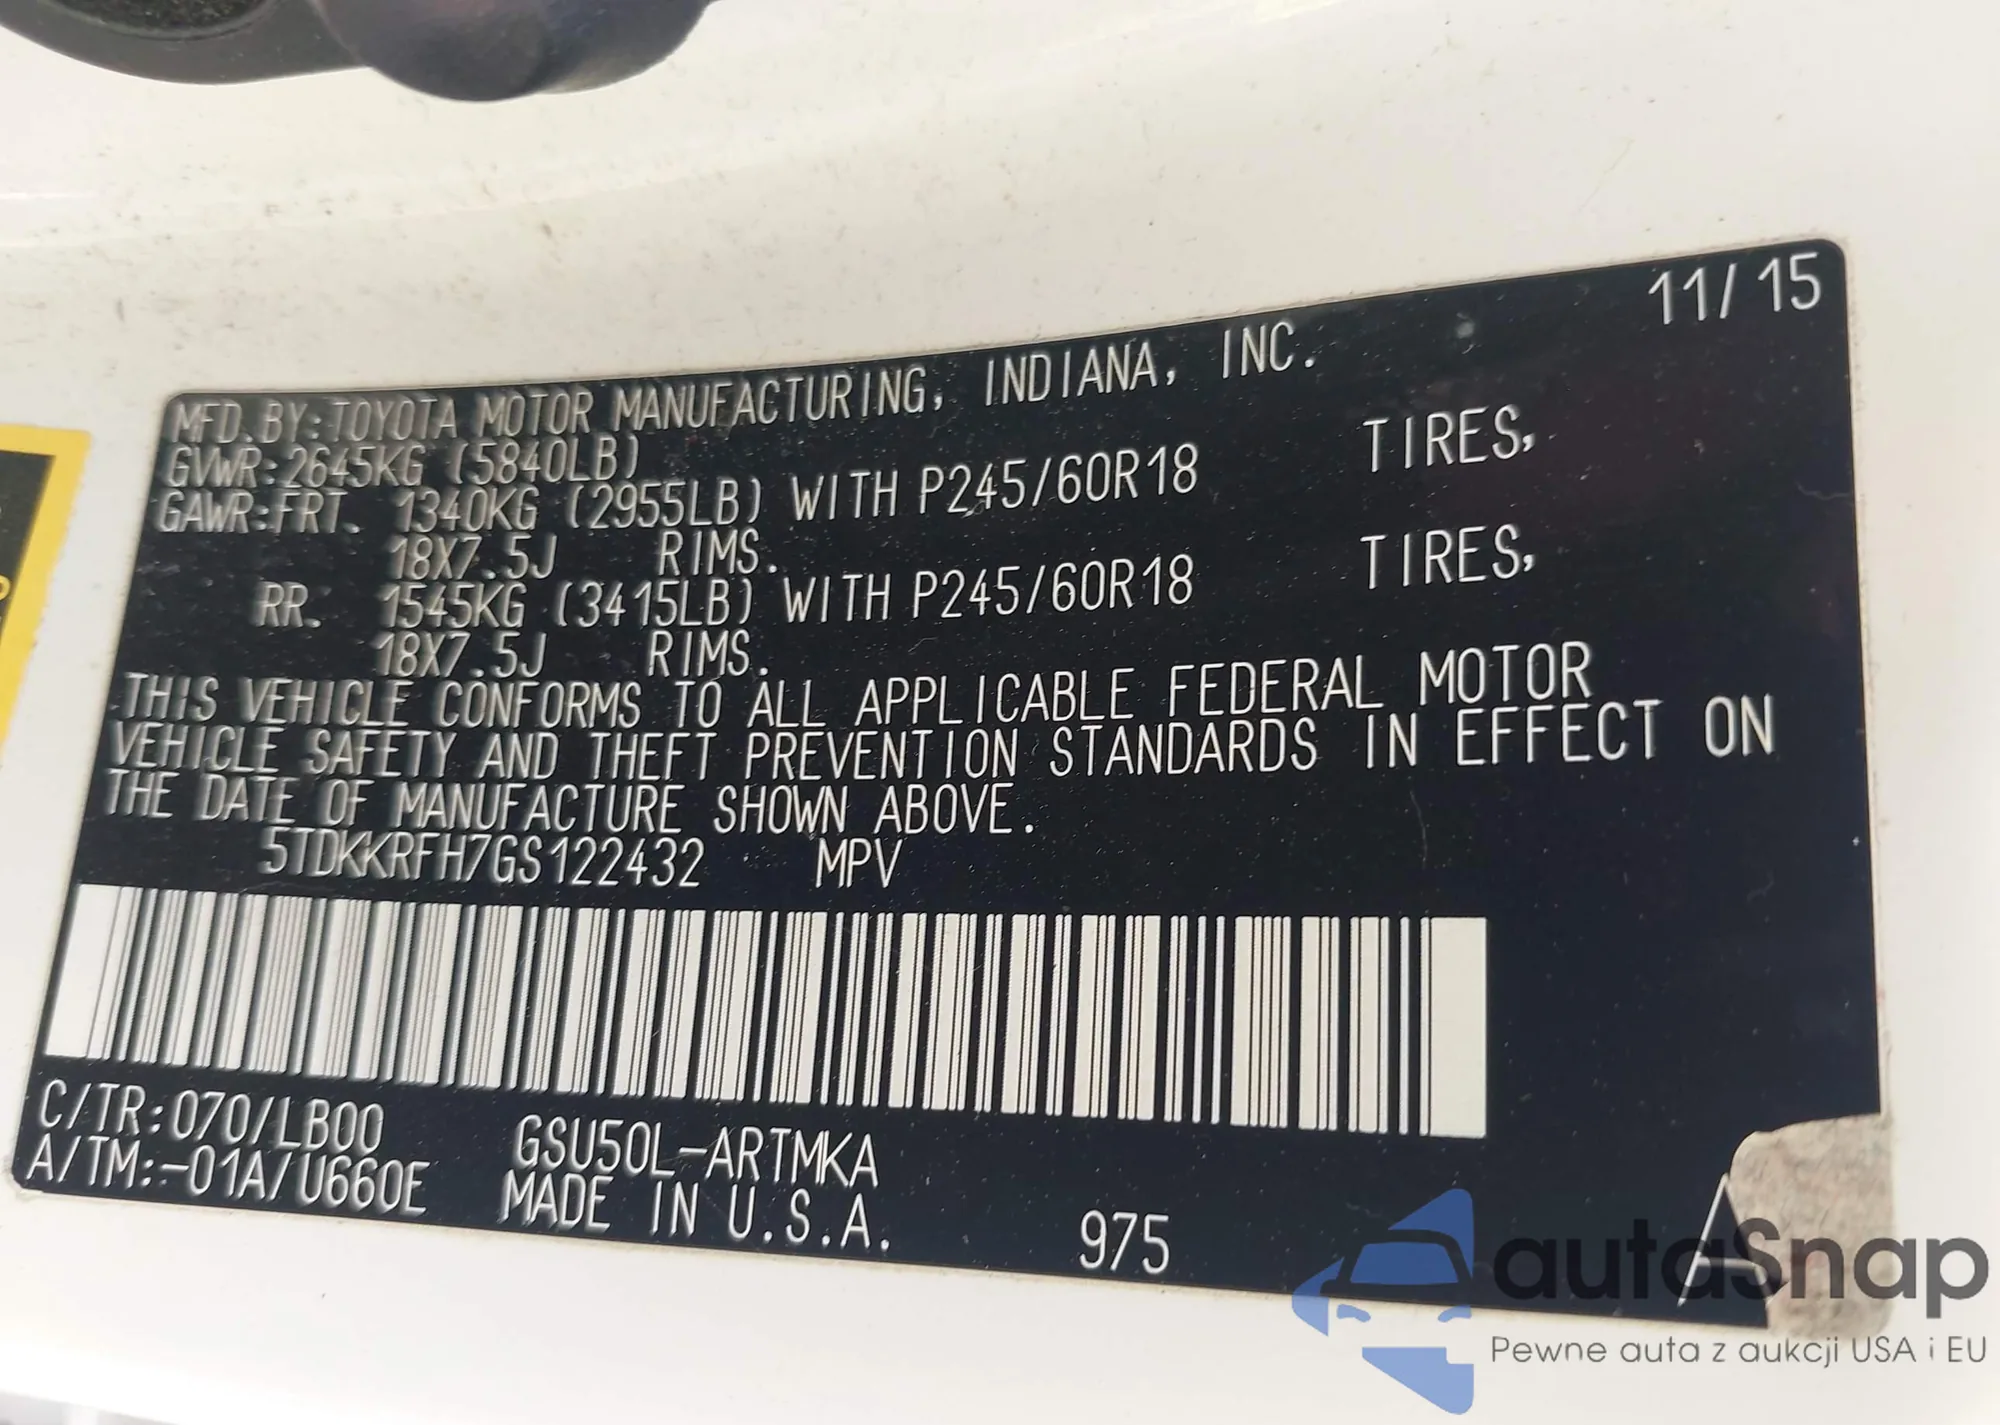 11/15
MFD.BY:TOYOTA MOTOR MANUFACTURING, INDIANA, INC.
GVWR:2645KG (5840LB)
GAWR:FRT. 1340KG (2955LB) WITH P245/60R18 TIRES,
18X7.5J RIMS.
RR. 1545KG (3415LB) WITH P245/60R18 TIRES,
18X7.5J RIMS.
THIS VEHICLE CONFORMS TO ALL APPLICABLE FEDERAL MOTOR
VEHICLE SAFETY AND THEFT PREVENTION STANDARDS IN EFFECT ON
THE DATE OF MANUFACTURE SHOWN ABOVE.
5TDKKRFH7GS122432 MPV
C/TR:070/LB00 GSU50L-ARTMKA
A/TM:-01A/U660E MADE IN U.S.A. 975
A
autaSnap
Pewne auta z aukcji USA i EU